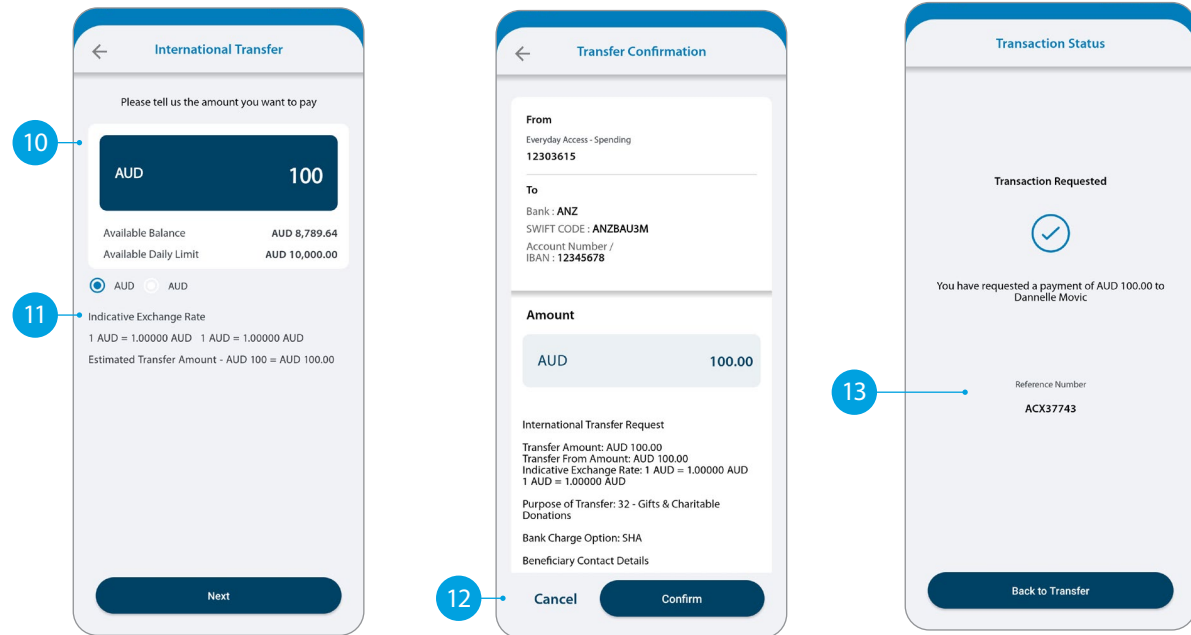 International Transfer
Please tell us the amount you want to pay
10
AUD 100
Available Balance AUD 8,789.64
Available Daily Limit AUD 10,000.00
AUD AUD
11
Indicative Exchange Rate
1 AUD = 1.00000 AUD 1 AUD = 1.00000 AUD
Estimated Transfer Amount - AUD 100 = AUD 100.00
Next
Transfer Confirmation
From
Everyday Access - Spending
12303615
To
Bank : ANZ
SWIFT CODE : ANZBAU3M
Account Number /
IBAN : 12345678
Amount
AUD 100.00
International Transfer Request
Transfer Amount: AUD 100.00
Transfer From Amount: AUD 100.00
Indicative Exchange Rate: 1 AUD = 1.00000 AUD
1 AUD = 1.00000 AUD
Purpose of Transfer: 32 - Gifts & Charitable
Donations
Bank Charge Option: SHA
Beneficiary Contact Details
12
Cancel Confirm
Transaction Status
Transaction Requested
You have requested a payment of AUD 100.00 to
Dannelle Movic
13
Reference Number
ACX37743
Back to Transfer